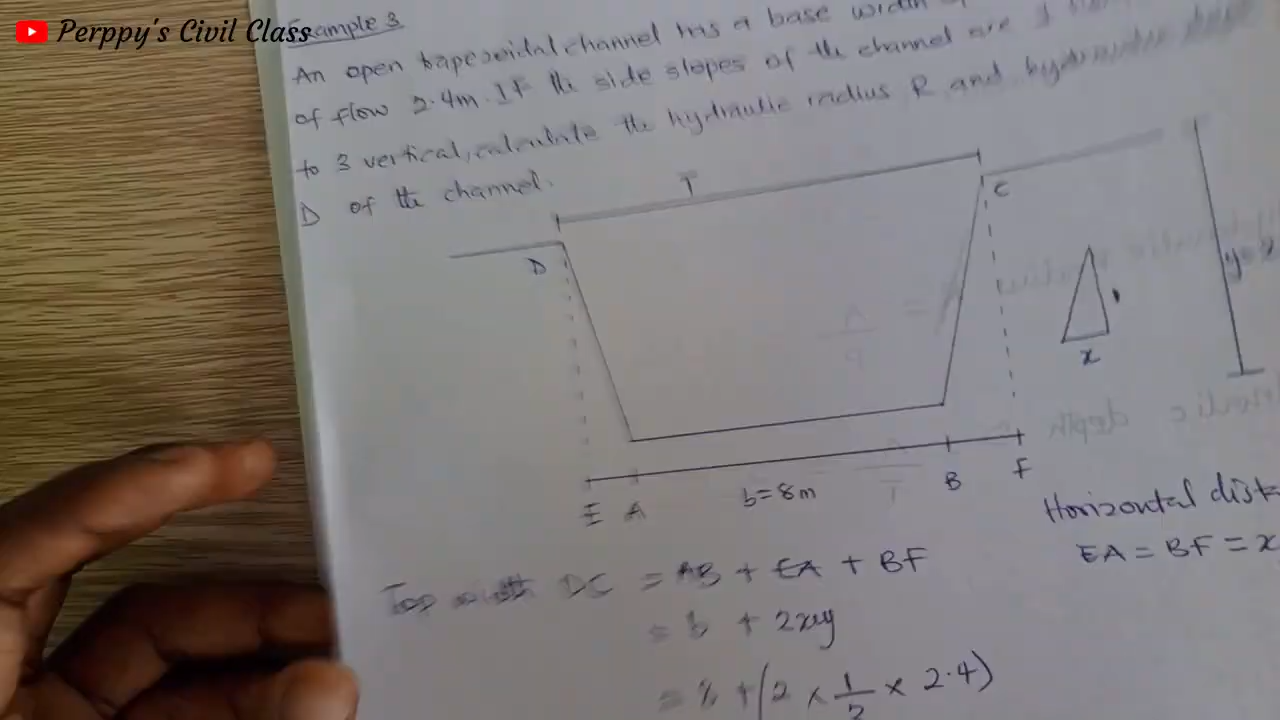 Perppy's Civil Class
Example 3
An open trapezoidal channel has a base width
of flow 2.4m. If the side slopes of the channel are 1
to 3 vertical, calculate the hydraulic radius R and hydraulic
D of the channel.
T
C
D
x
b=8m
E A B F
Horizontal dist
EA = BF = x
Top width DC = AB + EA + BF
= b + 2xy
= 8 + (2 × 1/3 × 2.4)